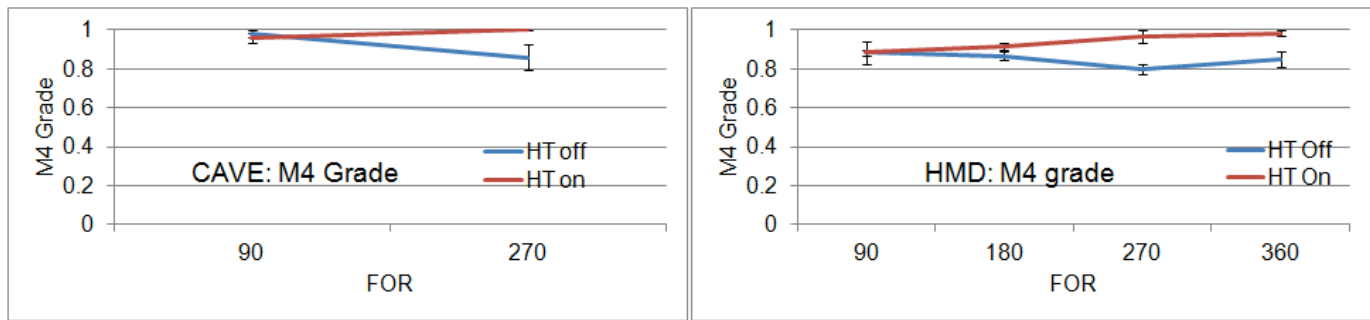 M4 Grade
1
0.8
0.6
0.4
0.2
0
CAVE: M4 Grade
HT off
HT on
90 270
FOR
M4 Grade
1
0.8
0.6
0.4
0.2
0
HMD: M4 grade
HT Off
HT On
90 180 270 360
FOR